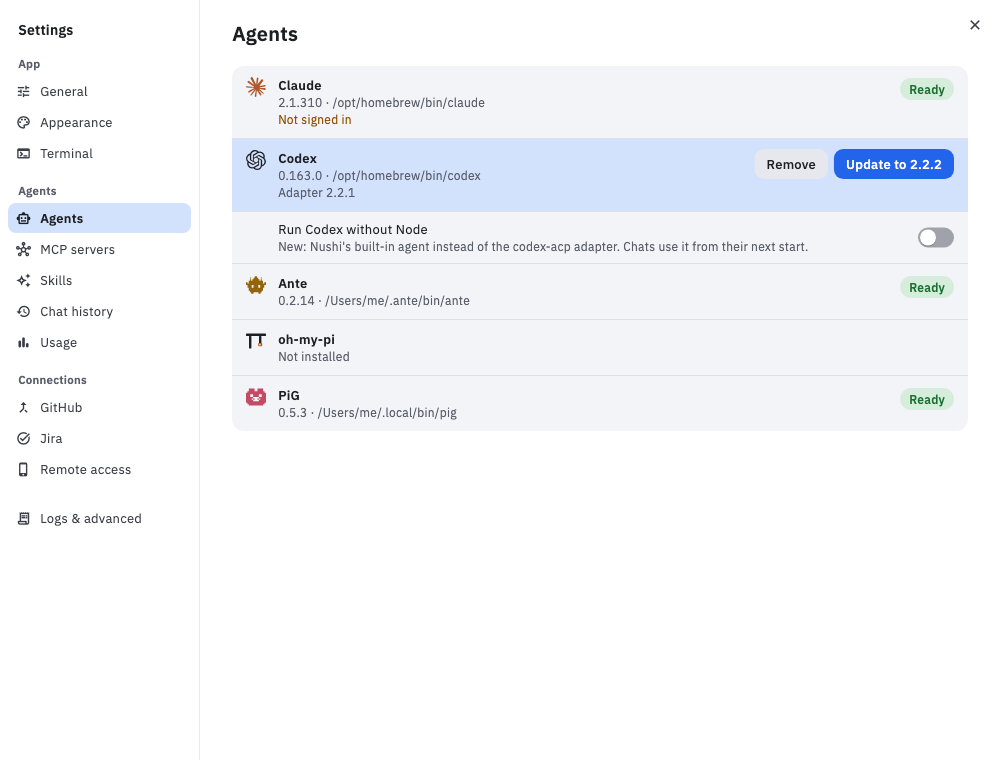 Settings
App
General
Appearance
Terminal
Agents
Agents
MCP servers
Skills
Chat history
Usage
Connections
GitHub
Jira
Remote access
Logs & advanced
Agents
Claude
2.1.310 · /opt/homebrew/bin/claude
Not signed in
Ready
Codex
0.163.0 · /opt/homebrew/bin/codex
Adapter 2.2.1
Remove
Update to 2.2.2
Run Codex without Node
New: Nushi's built-in agent instead of the codex-acp adapter. Chats use it from their next start.
Ante
0.2.14 · /Users/me/.ante/bin/ante
Ready
oh-my-pi
Not installed
PiG
0.5.3 · /Users/me/.local/bin/pig
Ready